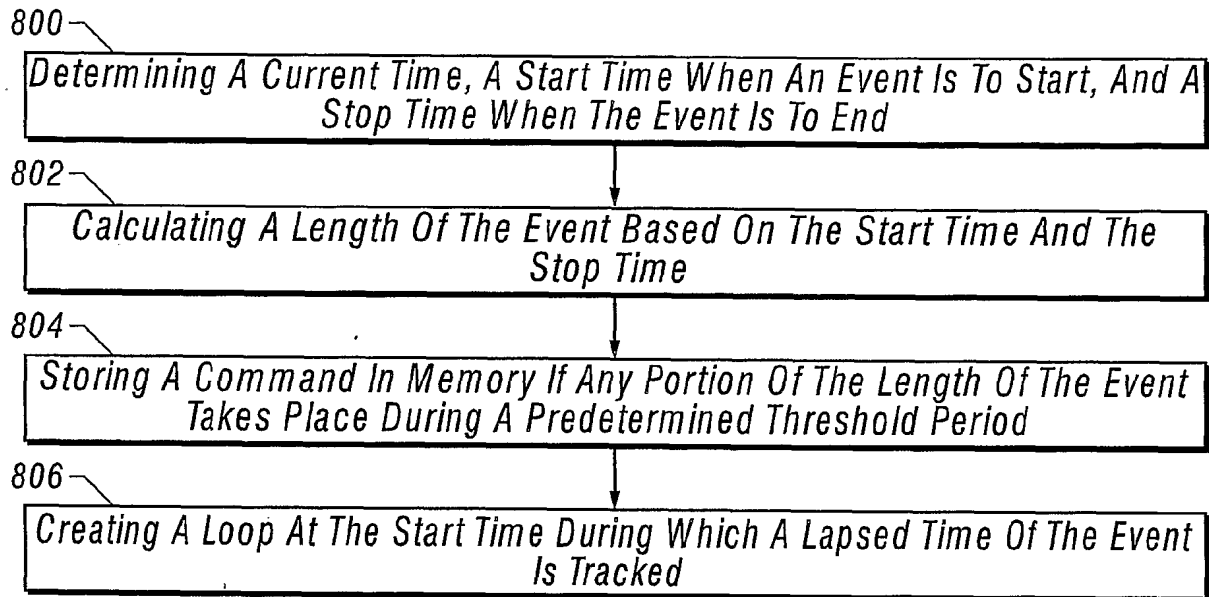 800
Determining A Current Time, A Start Time When An Event Is To Start, And A
Stop Time When The Event Is To End
802
Calculating A Length Of The Event Based On The Start Time And The
Stop Time
804
Storing A Command In Memory If Any Portion Of The Length Of The Event
Takes Place During A Predetermined Threshold Period
806
Creating A Loop At The Start Time During Which A Lapsed Time Of The Event
Is Tracked